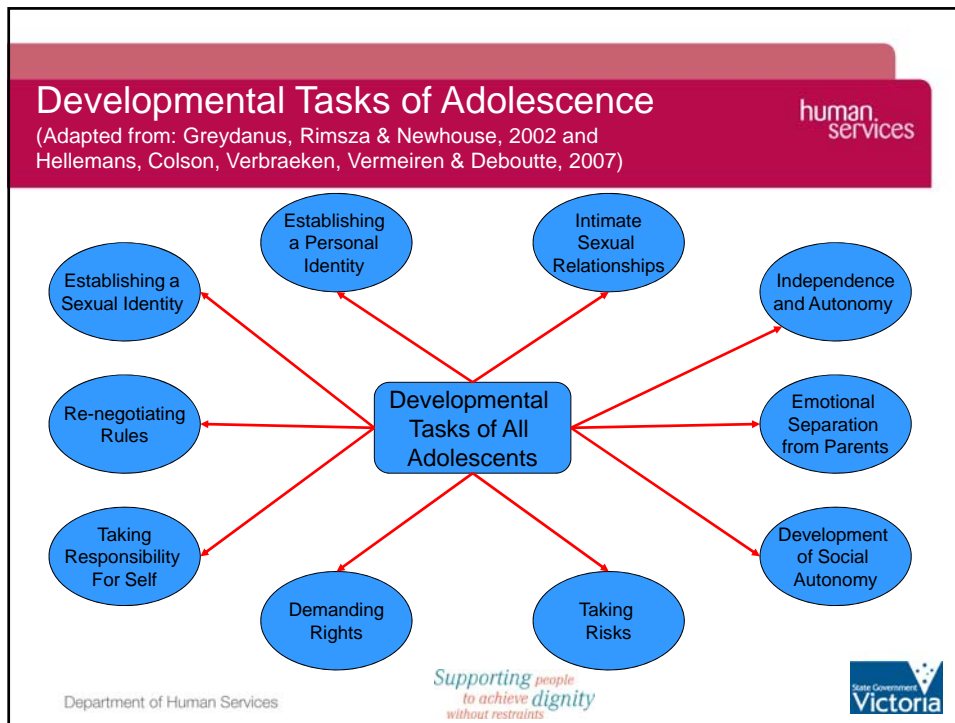 Developmental Tasks of Adolescence
(Adapted from: Greydanus, Rimsza & Newhouse, 2002 and
Hellemans, Colson, Verbraeken, Vermeiren & Deboutte, 2007)
human.
services
Establishing
a Personal
Identity
Intimate
Sexual
Relationships
Establishing a
Sexual Identity
Independence
and Autonomy
Re-negotiating
Rules
Developmental
Tasks of All
Adolescents
Emotional
Separation
from Parents
Taking
Responsibility
For Self
Development
of Social
Autonomy
Demanding
Rights
Taking
Risks
Department of Human Services
Supporting people
to achieve dignity
without restraints
State Government
Victoria